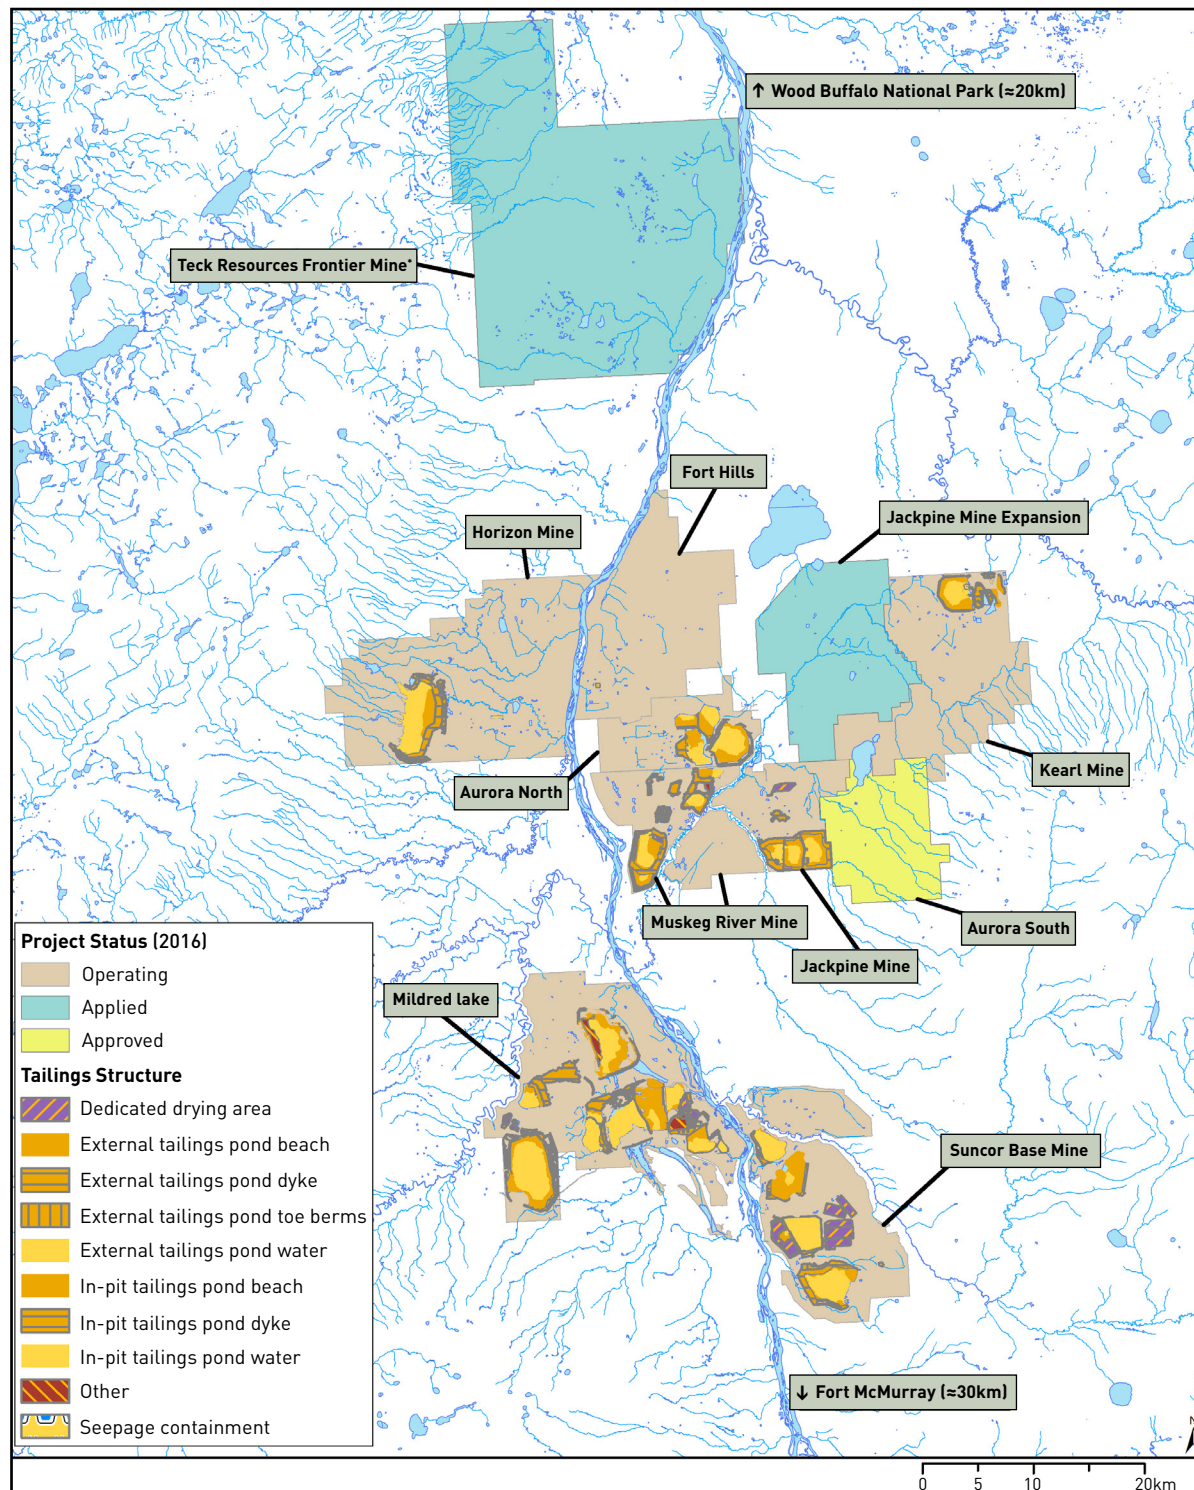 ↑ Wood Buffalo National Park (≈20km)
Teck Resources Frontier Mine*
Fort Hills
Jackpine Mine Expansion
Horizon Mine
Kearl Mine
Aurora North
Muskeg River Mine
Aurora South
Jackpine Mine
Mildred lake
Suncor Base Mine
↓ Fort McMurray (≈30km)
Project Status (2016)
Operating
Applied
Approved
Tailings Structure
Dedicated drying area
External tailings pond beach
External tailings pond dyke
External tailings pond toe berms
External tailings pond water
In-pit tailings pond beach
In-pit tailings pond dyke
In-pit tailings pond water
Other
Seepage containment
N
0 5 10 20km